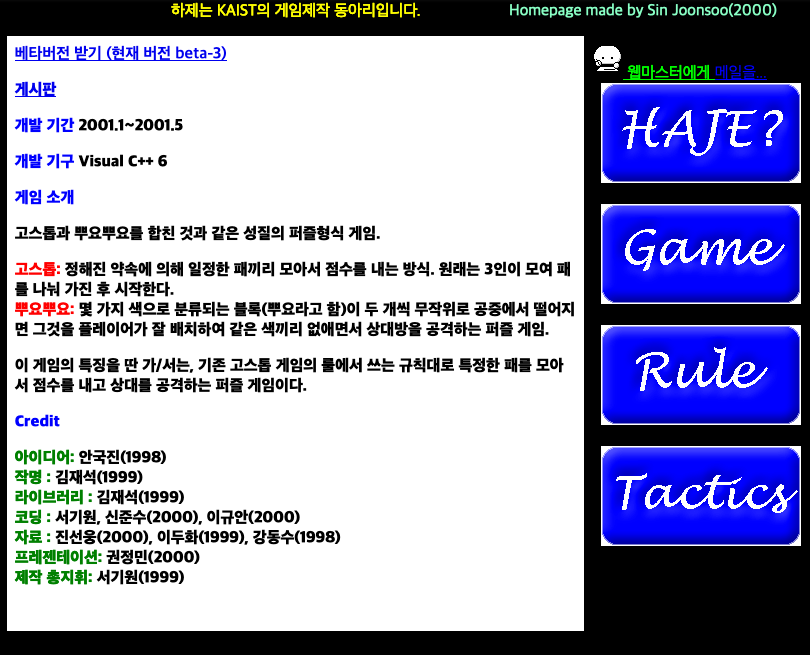 하제는 KAIST의 게임제작 동아리입니다.
Homepage made by Sin Joonsoo(2000)
베타버전 받기 (현재 버전 beta-3)
게시판
개발 기간 2001.1~2001.5
개발 기구 Visual C++ 6
게임 소개
고스톱과 뿌요뿌요를 합친 것과 같은 성질의 퍼즐형식 게임.
고스톱: 정해진 약속에 의해 일정한 패끼리 모아서 점수를 내는 방식. 원래는 3인이 모여 패
를 나눠 가진 후 시작한다.
뿌요뿌요: 몇 가지 색으로 분류되는 블록(뿌요라고 함)이 두 개씩 무작위로 공중에서 떨어지
면 그것을 플레이어가 잘 배치하여 같은 색끼리 없애면서 상대방을 공격하는 퍼즐 게임.
이 게임의 특징을 딴 가/서는, 기존 고스톱 게임의 룰에서 쓰는 규칙대로 특정한 패를 모아
서 점수를 내고 상대를 공격하는 퍼즐 게임이다.
Credit
아이디어: 안국진(1998)
작명 : 김재석(1999)
라이브러리 : 김재석(1999)
코딩 : 서기원, 신준수(2000), 이규안(2000)
자료 : 진선웅(2000), 이두화(1999), 강동수(1998)
프레젠테이션: 권정민(2000)
제작 총지휘: 서기원(1999)
웹마스터에게 메일을...
HAJE?
Game
Rule
Tactics